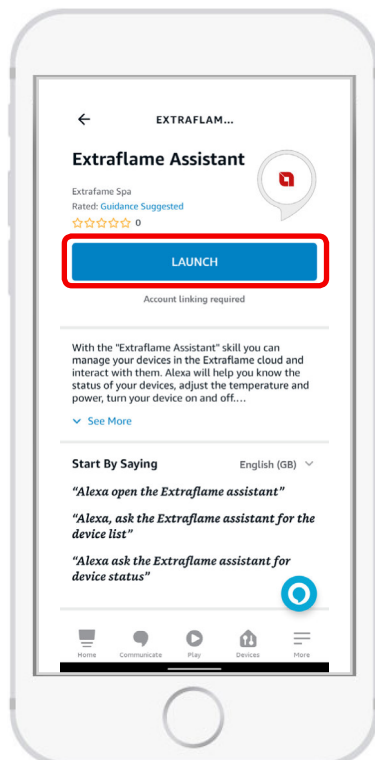 EXTRAFLAM...
Extraflame Assistant
Extrafame Spa
Rated: Guidance Suggested
0
LAUNCH
Account linking required
With the "Extraflame Assistant" skill you can
manage your devices in the Extraflame cloud and
interact with them. Alexa will help you know the
status of your devices, adjust the temperature and
power, turn your device on and off....
See More
Start By Saying English (GB)
“Alexa open the Extraflame assistant”
“Alexa, ask the Extraflame assistant for the
device list”
“Alexa ask the Extraflame assistant for
device status”
Home Communicate Play Devices More